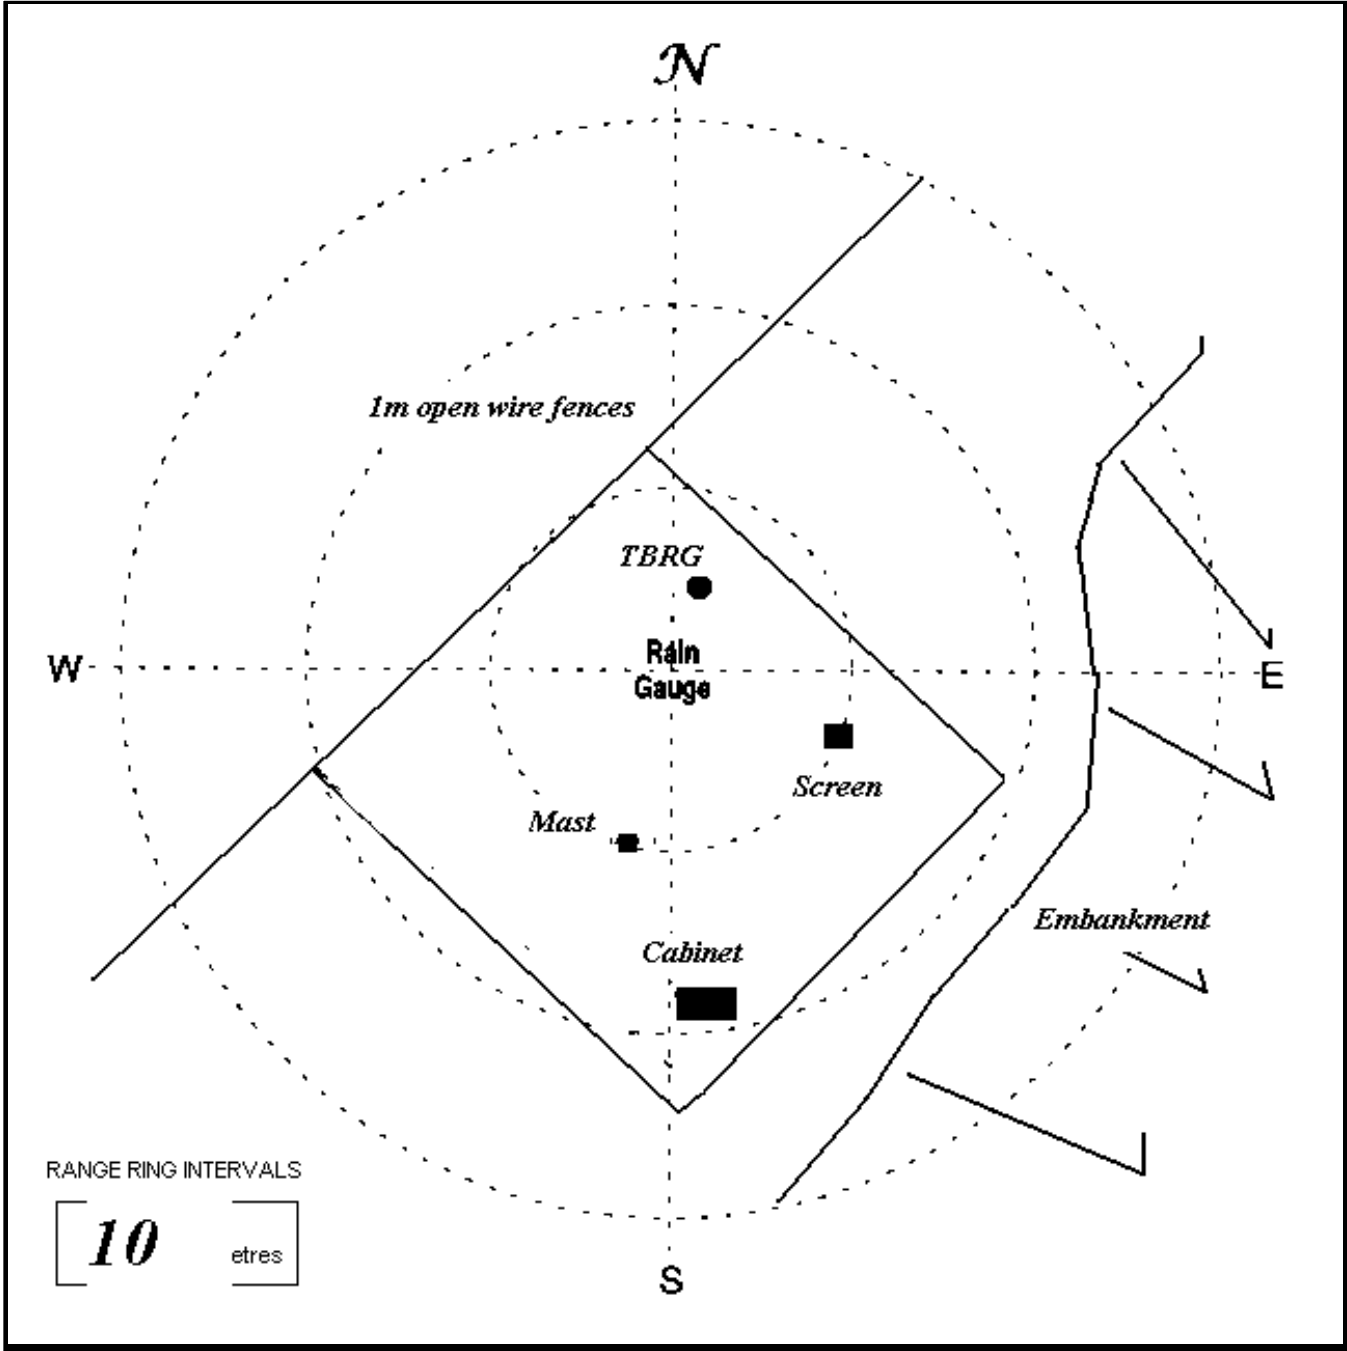 N
1m open wire fences
TBRG
Rain
Gauge
W
E
Screen
Mast
Embankment
Cabinet
RANGE RING INTERVALS
10 etres
S